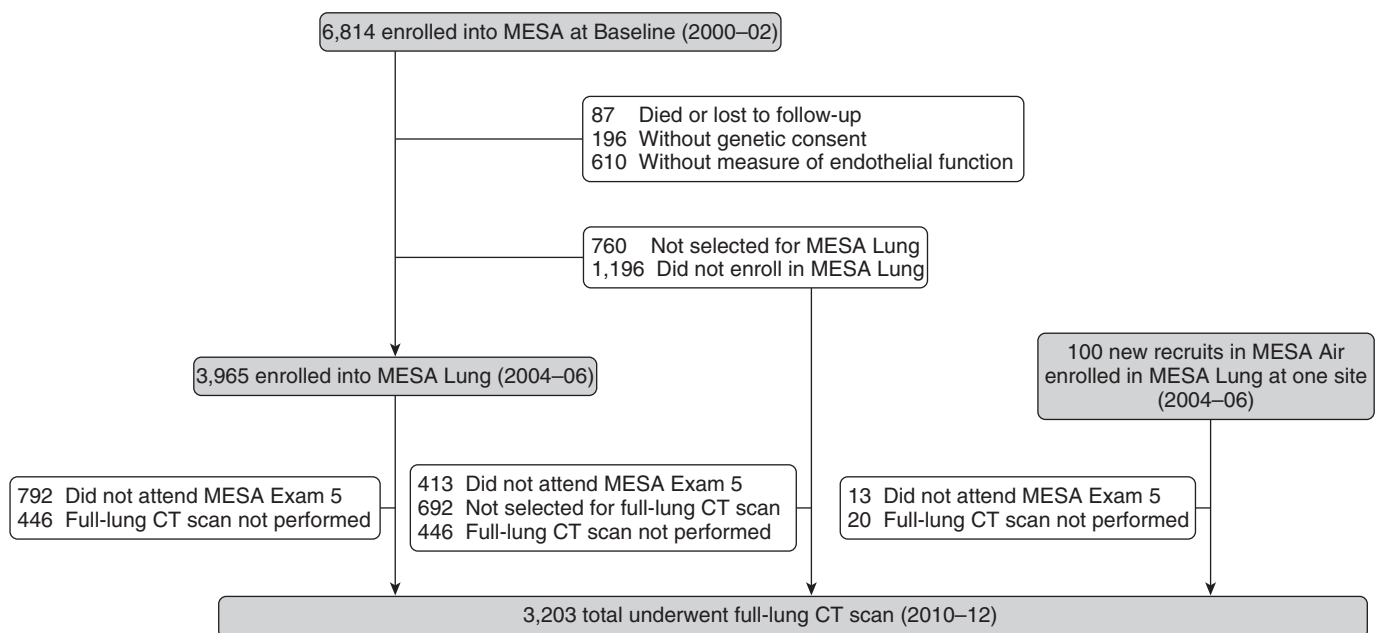 6,814 enrolled into MESA at Baseline (2000–02)
87 Died or lost to follow-up
196 Without genetic consent
610 Without measure of endothelial function
760 Not selected for MESA Lung
1,196 Did not enroll in MESA Lung
3,965 enrolled into MESA Lung (2004–06)
100 new recruits in MESA Air
enrolled in MESA Lung at one site
(2004–06)
792 Did not attend MESA Exam 5
446 Full-lung CT scan not performed
413 Did not attend MESA Exam 5
692 Not selected for full-lung CT scan
446 Full-lung CT scan not performed
13 Did not attend MESA Exam 5
20 Full-lung CT scan not performed
3,203 total underwent full-lung CT scan (2010–12)